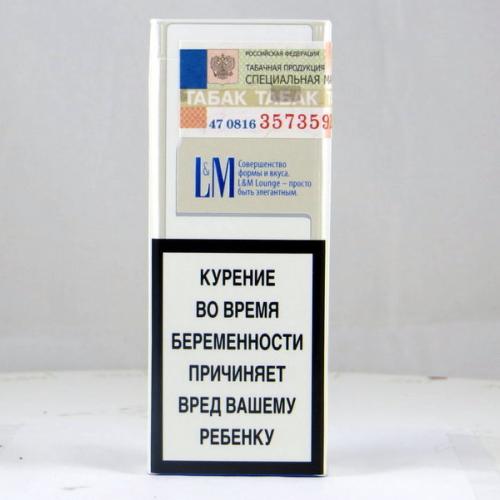 РОССИЙСКАЯ ФЕДЕРАЦИЯ
ТАБАЧНАЯ ПРОДУКЦИЯ
СПЕЦИАЛЬНАЯ
ТАБАК ТАБАК
47 0816 357359
L&M
Совершенство
формы и вкуса.
L&M Lounge – просто
быть элегантным.
КУРЕНИЕ
ВО ВРЕМЯ
БЕРЕМЕННОСТИ
ПРИЧИНЯЕТ
ВРЕД ВАШЕМУ
РЕБЕНКУ